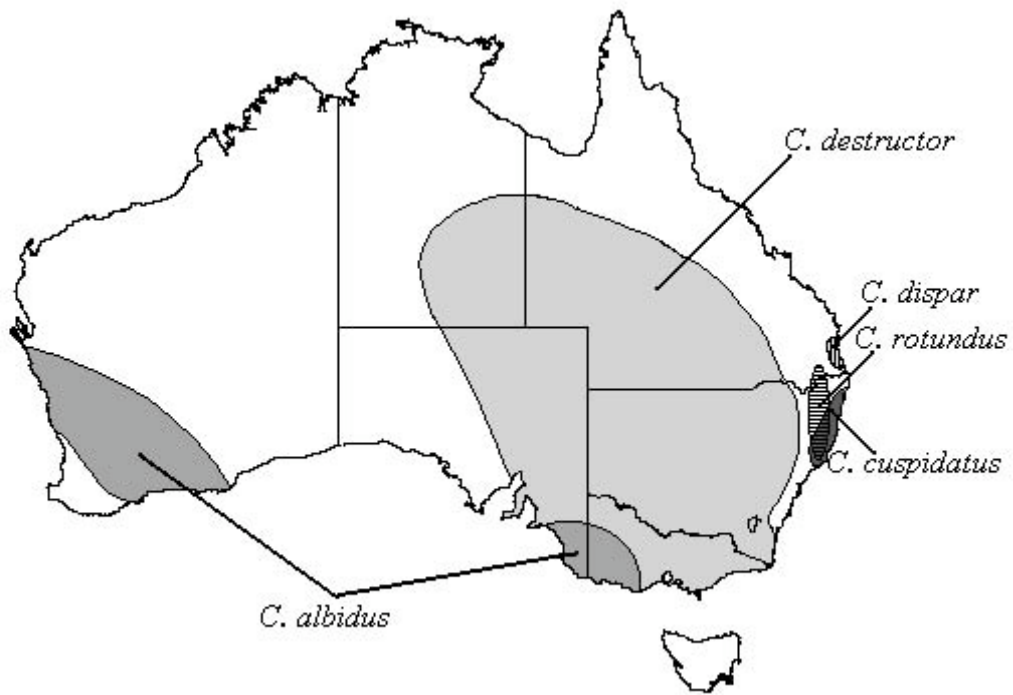 C. destructor
C. dispar
C. rotundus
C. cuspidatus
C. albidus